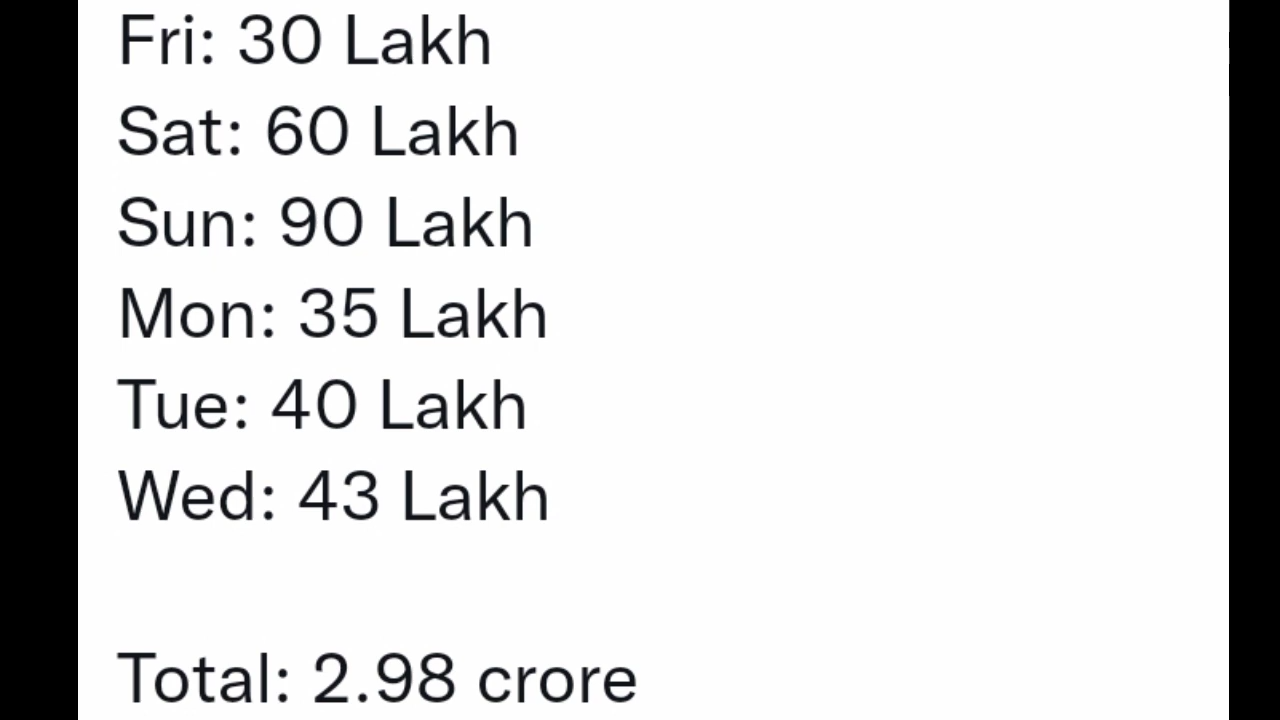 Fri: 30 Lakh
Sat: 60 Lakh
Sun: 90 Lakh
Mon: 35 Lakh
Tue: 40 Lakh
Wed: 43 Lakh
Total: 2.98 crore